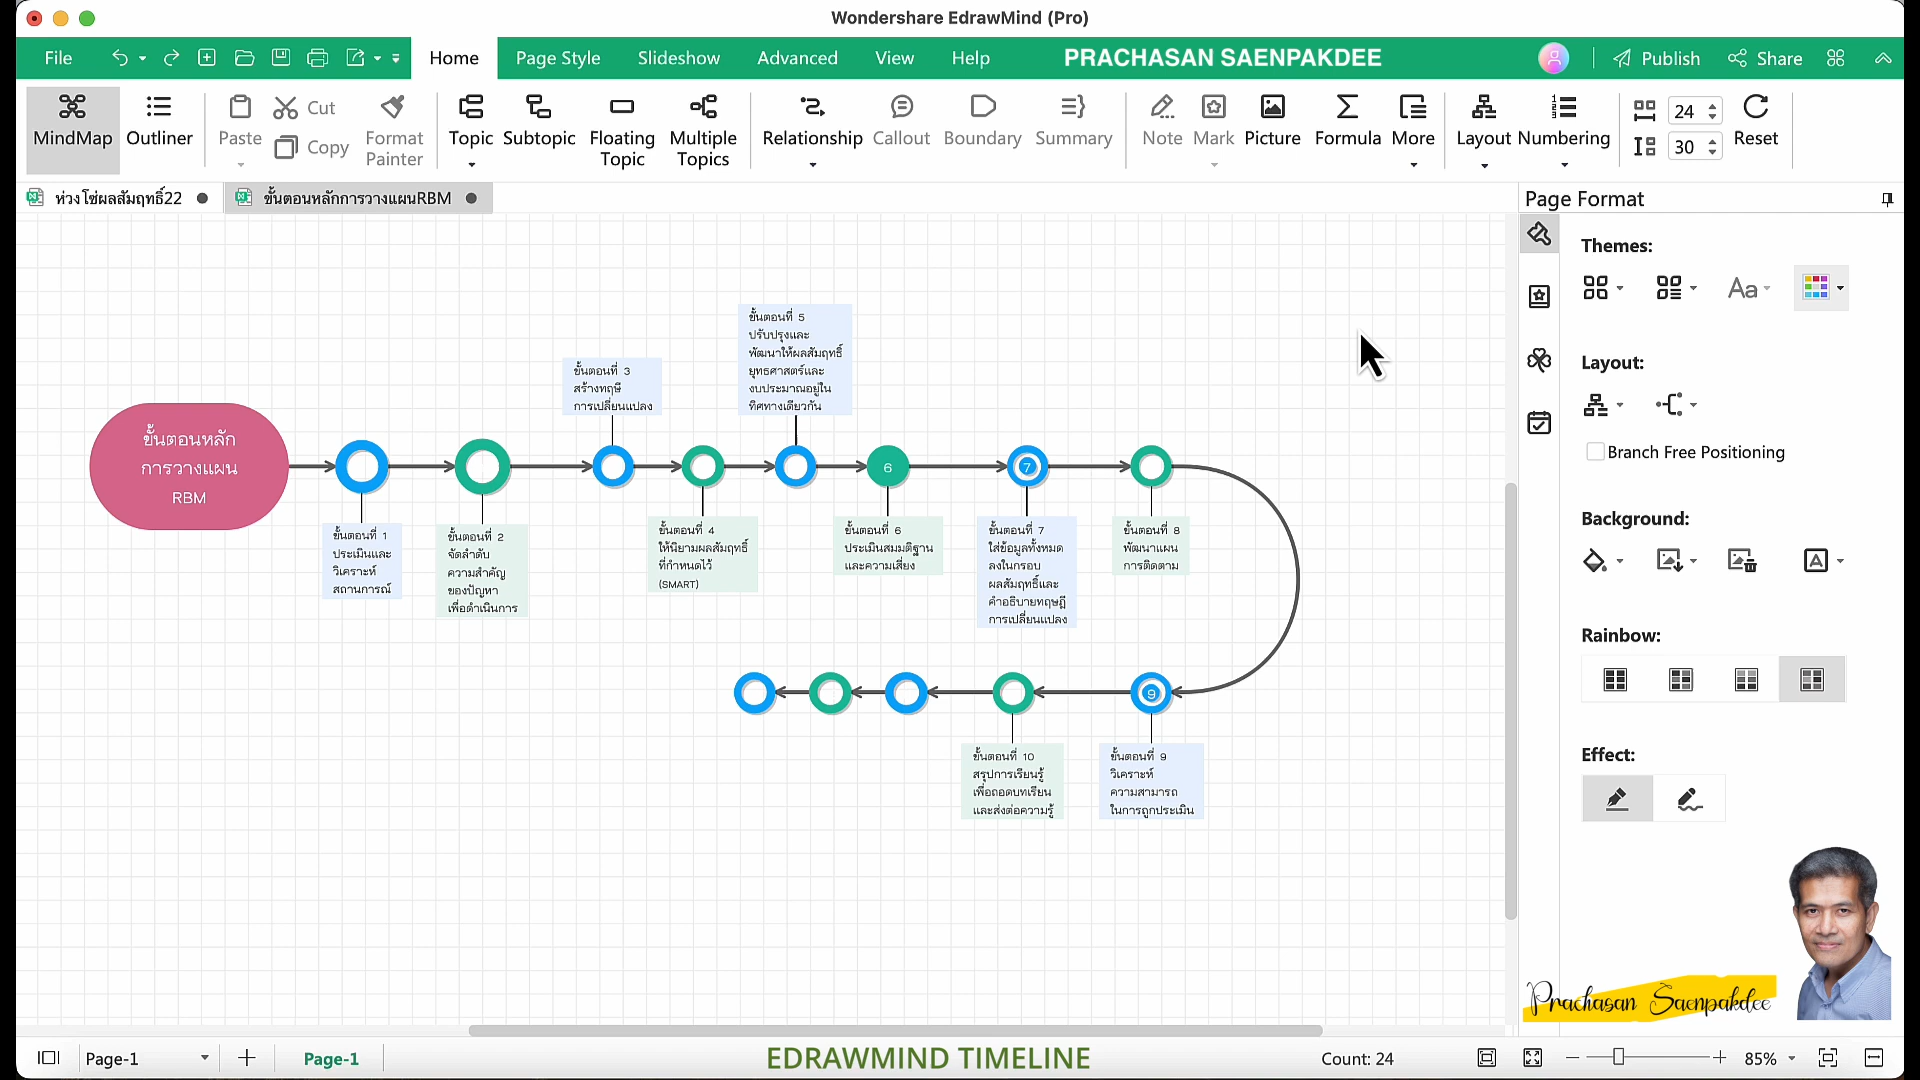 Wondershare EdrawMind (Pro)
File
Home
Page Style
Slideshow
Advanced
View
Help
PRACHASAN SAENPAKDEE
Publish
Share
MindMap
Outliner
Paste
Cut
Copy
Format
Painter
Topic
Subtopic
Floating
Topic
Multiple
Topics
Relationship
Callout
Boundary
Summary
Note
Mark
Picture
Formula
More
Layout
Numbering
24
30
Reset
ห่วงโซ่ผลสัมฤทธิ์22
ขั้นตอนหลักการวางแผนRBM
Page Format
Themes:
Aa
Layout:
Branch Free Positioning
Background:
Rainbow:
Effect:
ขั้นตอนหลัก
การวางแผน
RBM
ขั้นตอนที่ 1
ประเมินและ
วิเคราะห์
สถานการณ์
ขั้นตอนที่ 2
จัดลำดับ
ความสำคัญ
ของปัญหา
เพื่อดำเนินการ
ขั้นตอนที่ 3
สร้างทฤษี
การเปลี่ยนแปลง
ขั้นตอนที่ 4
ให้นิยามผลสัมฤทธิ์
ที่กำหนดไว้
(SMART)
ขั้นตอนที่ 5
ปรับปรุงและ
พัฒนาให้ผลสัมฤทธิ์
ยุทธศาสตร์และ
งบประมาณอยู่ใน
ทิศทางเดียวกัน
6
ขั้นตอนที่ 6
ประเมินสมมติฐาน
และความเสี่ยง
7
ขั้นตอนที่ 7
ใส่ข้อมูลทั้งหมด
ลงในกรอบ
ผลสัมฤทธิ์และ
คำอธิบายทฤษฎี
การเปลี่ยนแปลง
ขั้นตอนที่ 8
พัฒนาแผน
การติดตาม
9
ขั้นตอนที่ 9
วิเคราะห์
ความสามารถ
ในการถูกประเมิน
ขั้นตอนที่ 10
สรุปการเรียนรู้
เพื่อถอดบทเรียน
และส่งต่อความรู้
Prachasan Saenpakdee
Page-1
Page-1
EDRAWMIND TIMELINE
Count: 24
85%